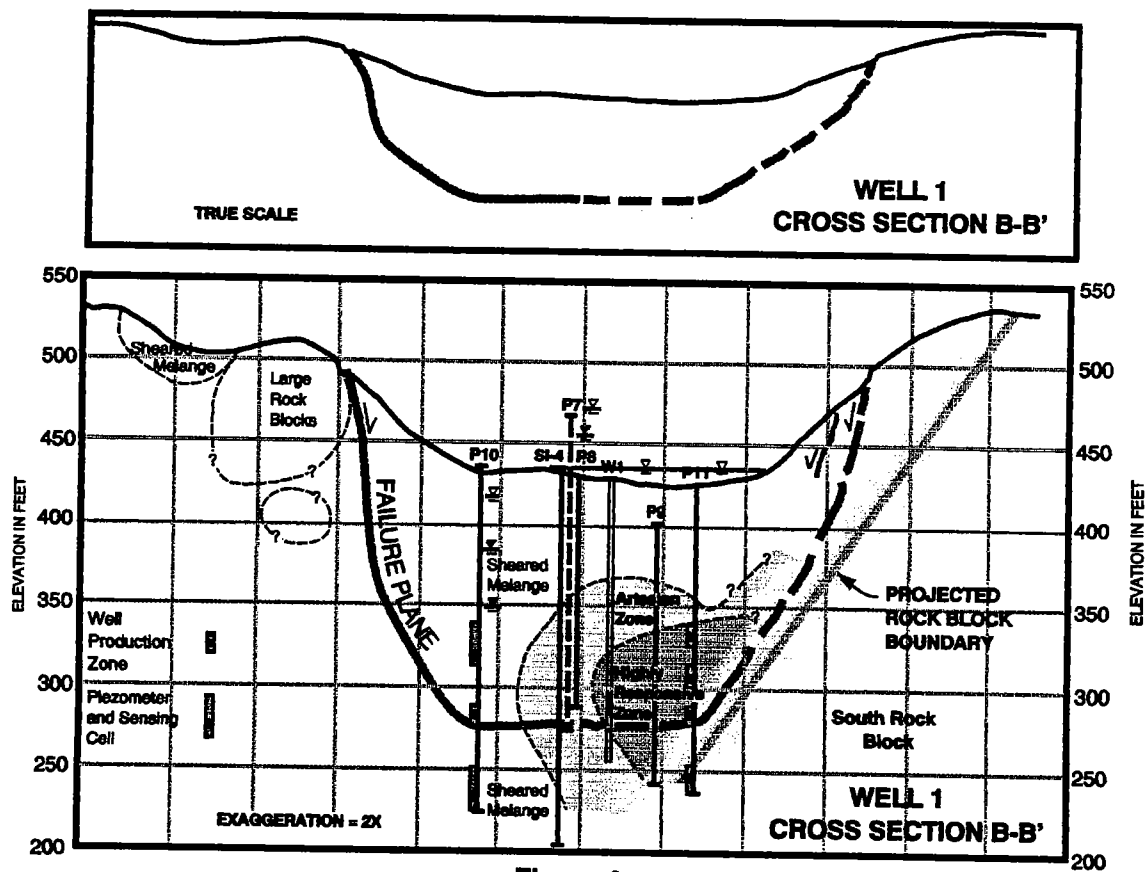 TRUE SCALE
WELL 1
CROSS SECTION B-B'
550
500
450
400
350
300
250
200
ELEVATION IN FEET
550
500
450
400
350
300
250
200
ELEVATION IN FEET
Sheared
Melange
Large
Rock
Blocks
?
?
?
?
FAILURE PLANE
P10
SI-4
P7
P8
W1
P9
P11
Sheared
Melange
Artesian
Zone
Highly
Responsive
Zone
?
?
?
PROJECTED
ROCK BLOCK
BOUNDARY
Well
Production
Zone
Piezometer
and Sensing
Cell
South Rock
Block
Sheared
Melange
EXAGGERATION = 2X
WELL 1
CROSS SECTION B-B'